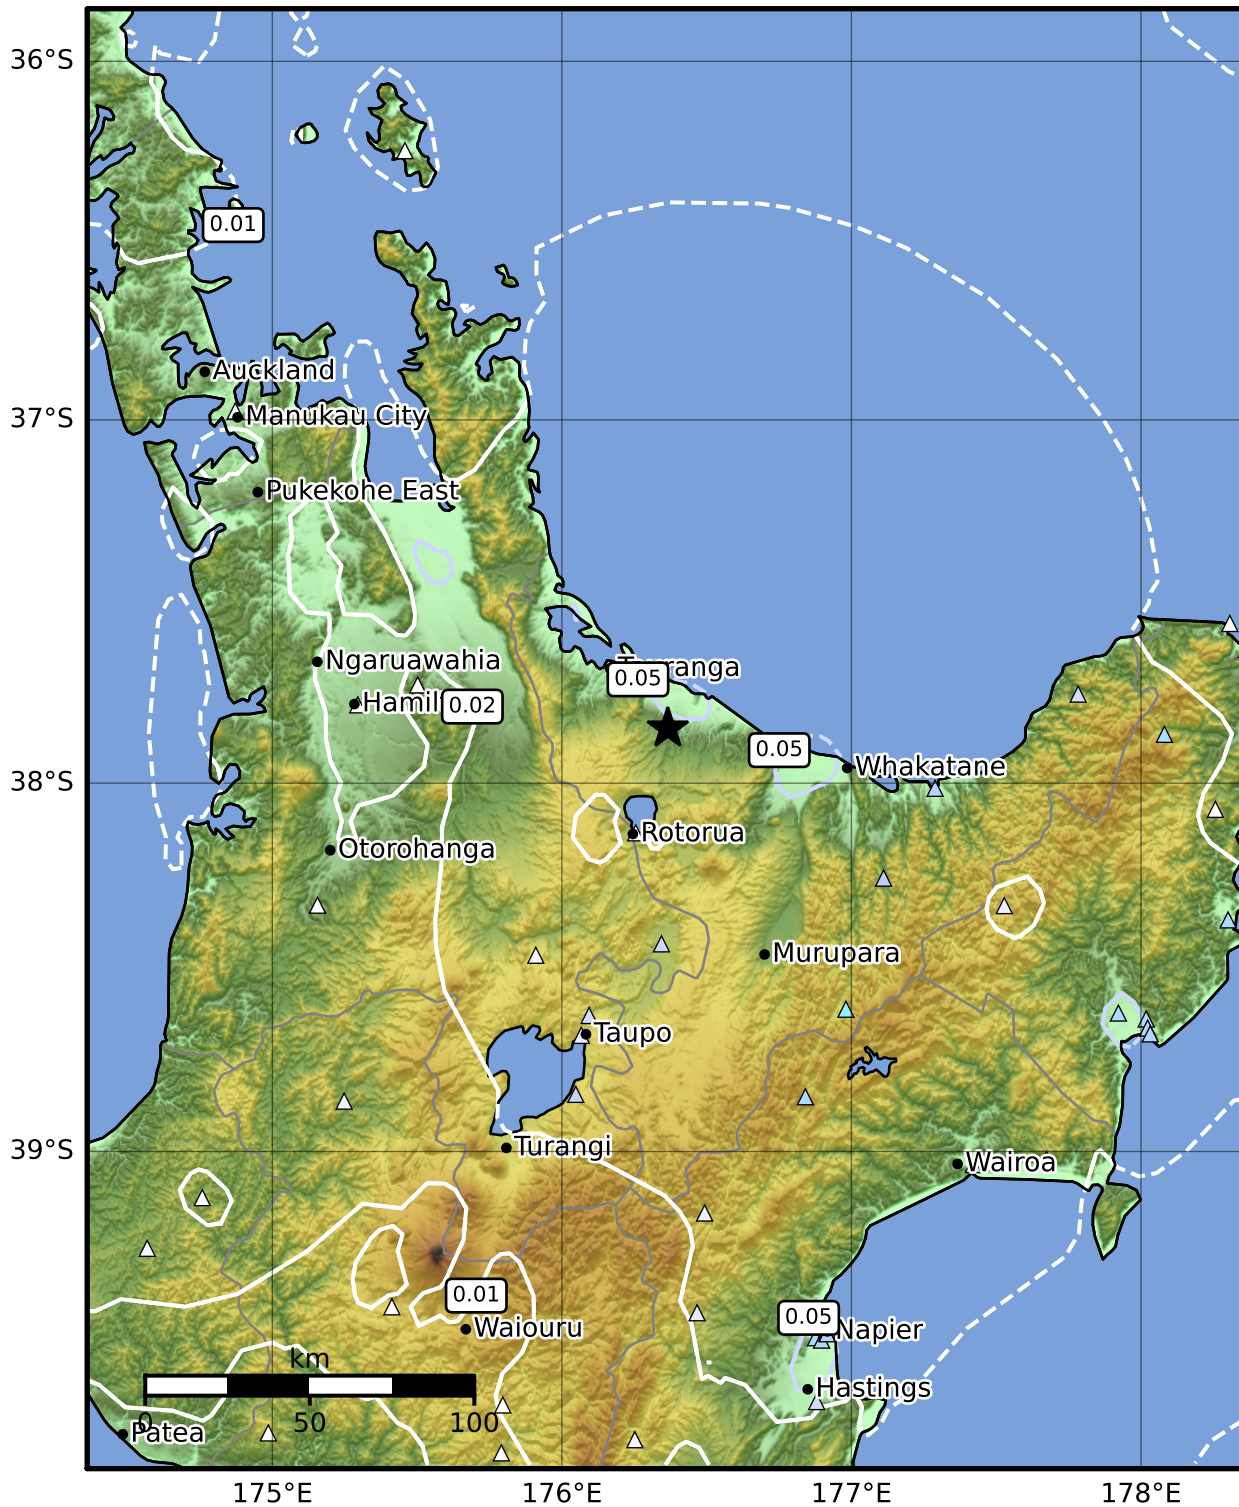 36°S
0.01
Auckland
37°S
Manukau City
Pukekohe East
Ngaruawahia
0.05
Hamil
0.02
0.05
Whakatane
38°S
Rotorua
Otorohanga
Murupara
Taupo
39°S
Turangi
Wairoa
0.01
0.05
Napier
Waiouru
km
Hastings
0
50
100
Patea
175°E
176°E
177°E
178°E